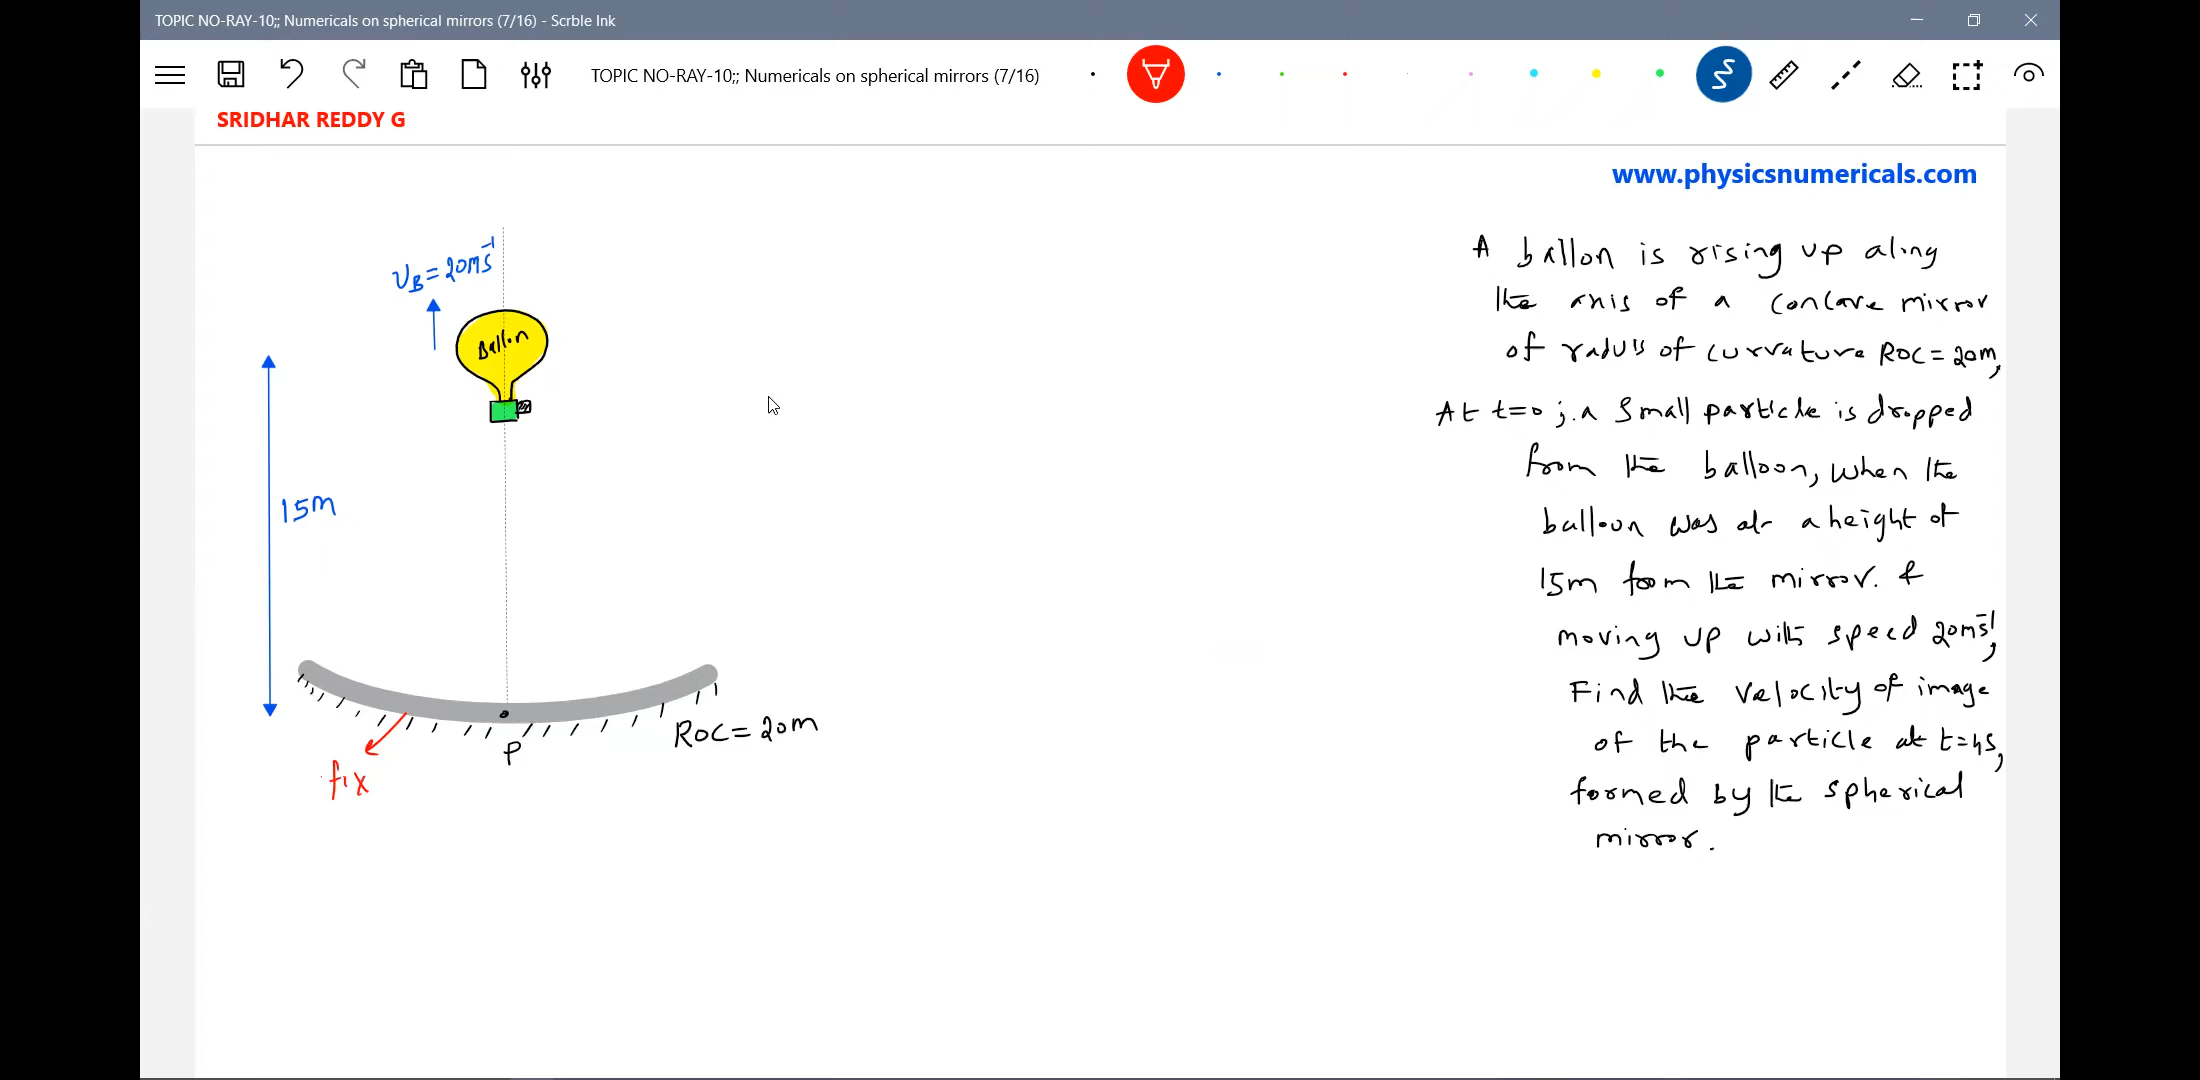 TOPIC NO-RAY-10;; Numericals on spherical mirrors (7/16) - Scrble Ink
TOPIC NO-RAY-10;; Numericals on spherical mirrors (7/16)
SRIDHAR REDDY G
www.physicsnumericals.com
A ballon is rising up along
the axis of a concave mirror
of radius of curvature ROC = 20m,
At t=0 ; a small particle is dropped
from the balloon, when the
balloon was at a height of
15m from the mirror. &
moving up with speed 20ms⁻¹,
Find the velocity of image
of the particle at t=4s,
formed by the spherical
mirror.
VB = 20ms⁻¹
Ballon
15m
fix
P
ROC = 20m